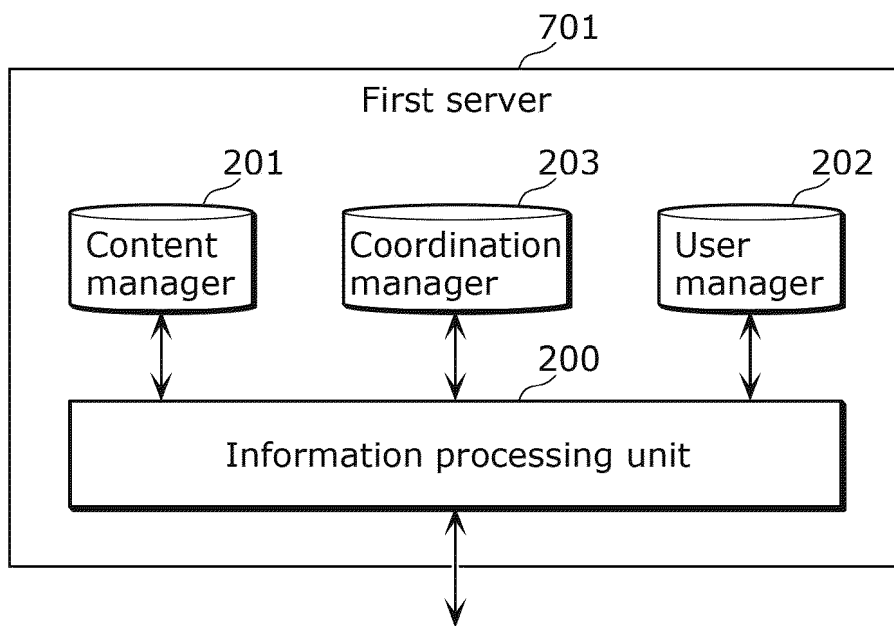 701
First server
201
203
202
Content
manager
Coordination
manager
User
manager
200
Information processing unit